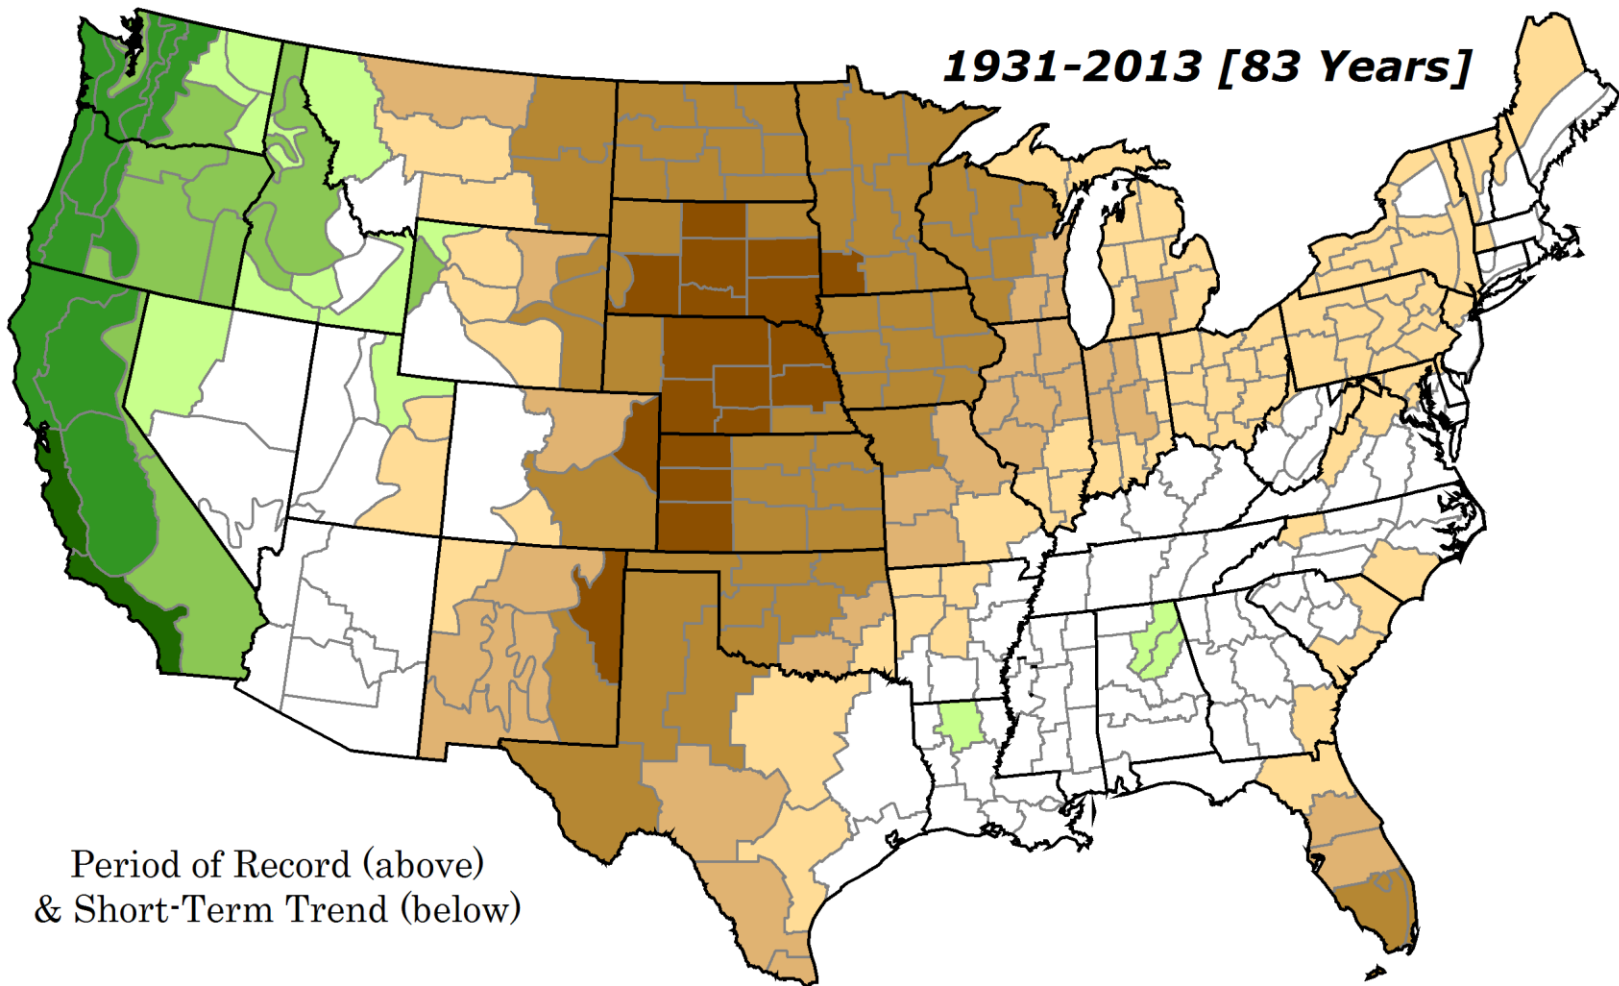 1931-2013 [83 Years]
Period of Record (above)
& Short-Term Trend (below)